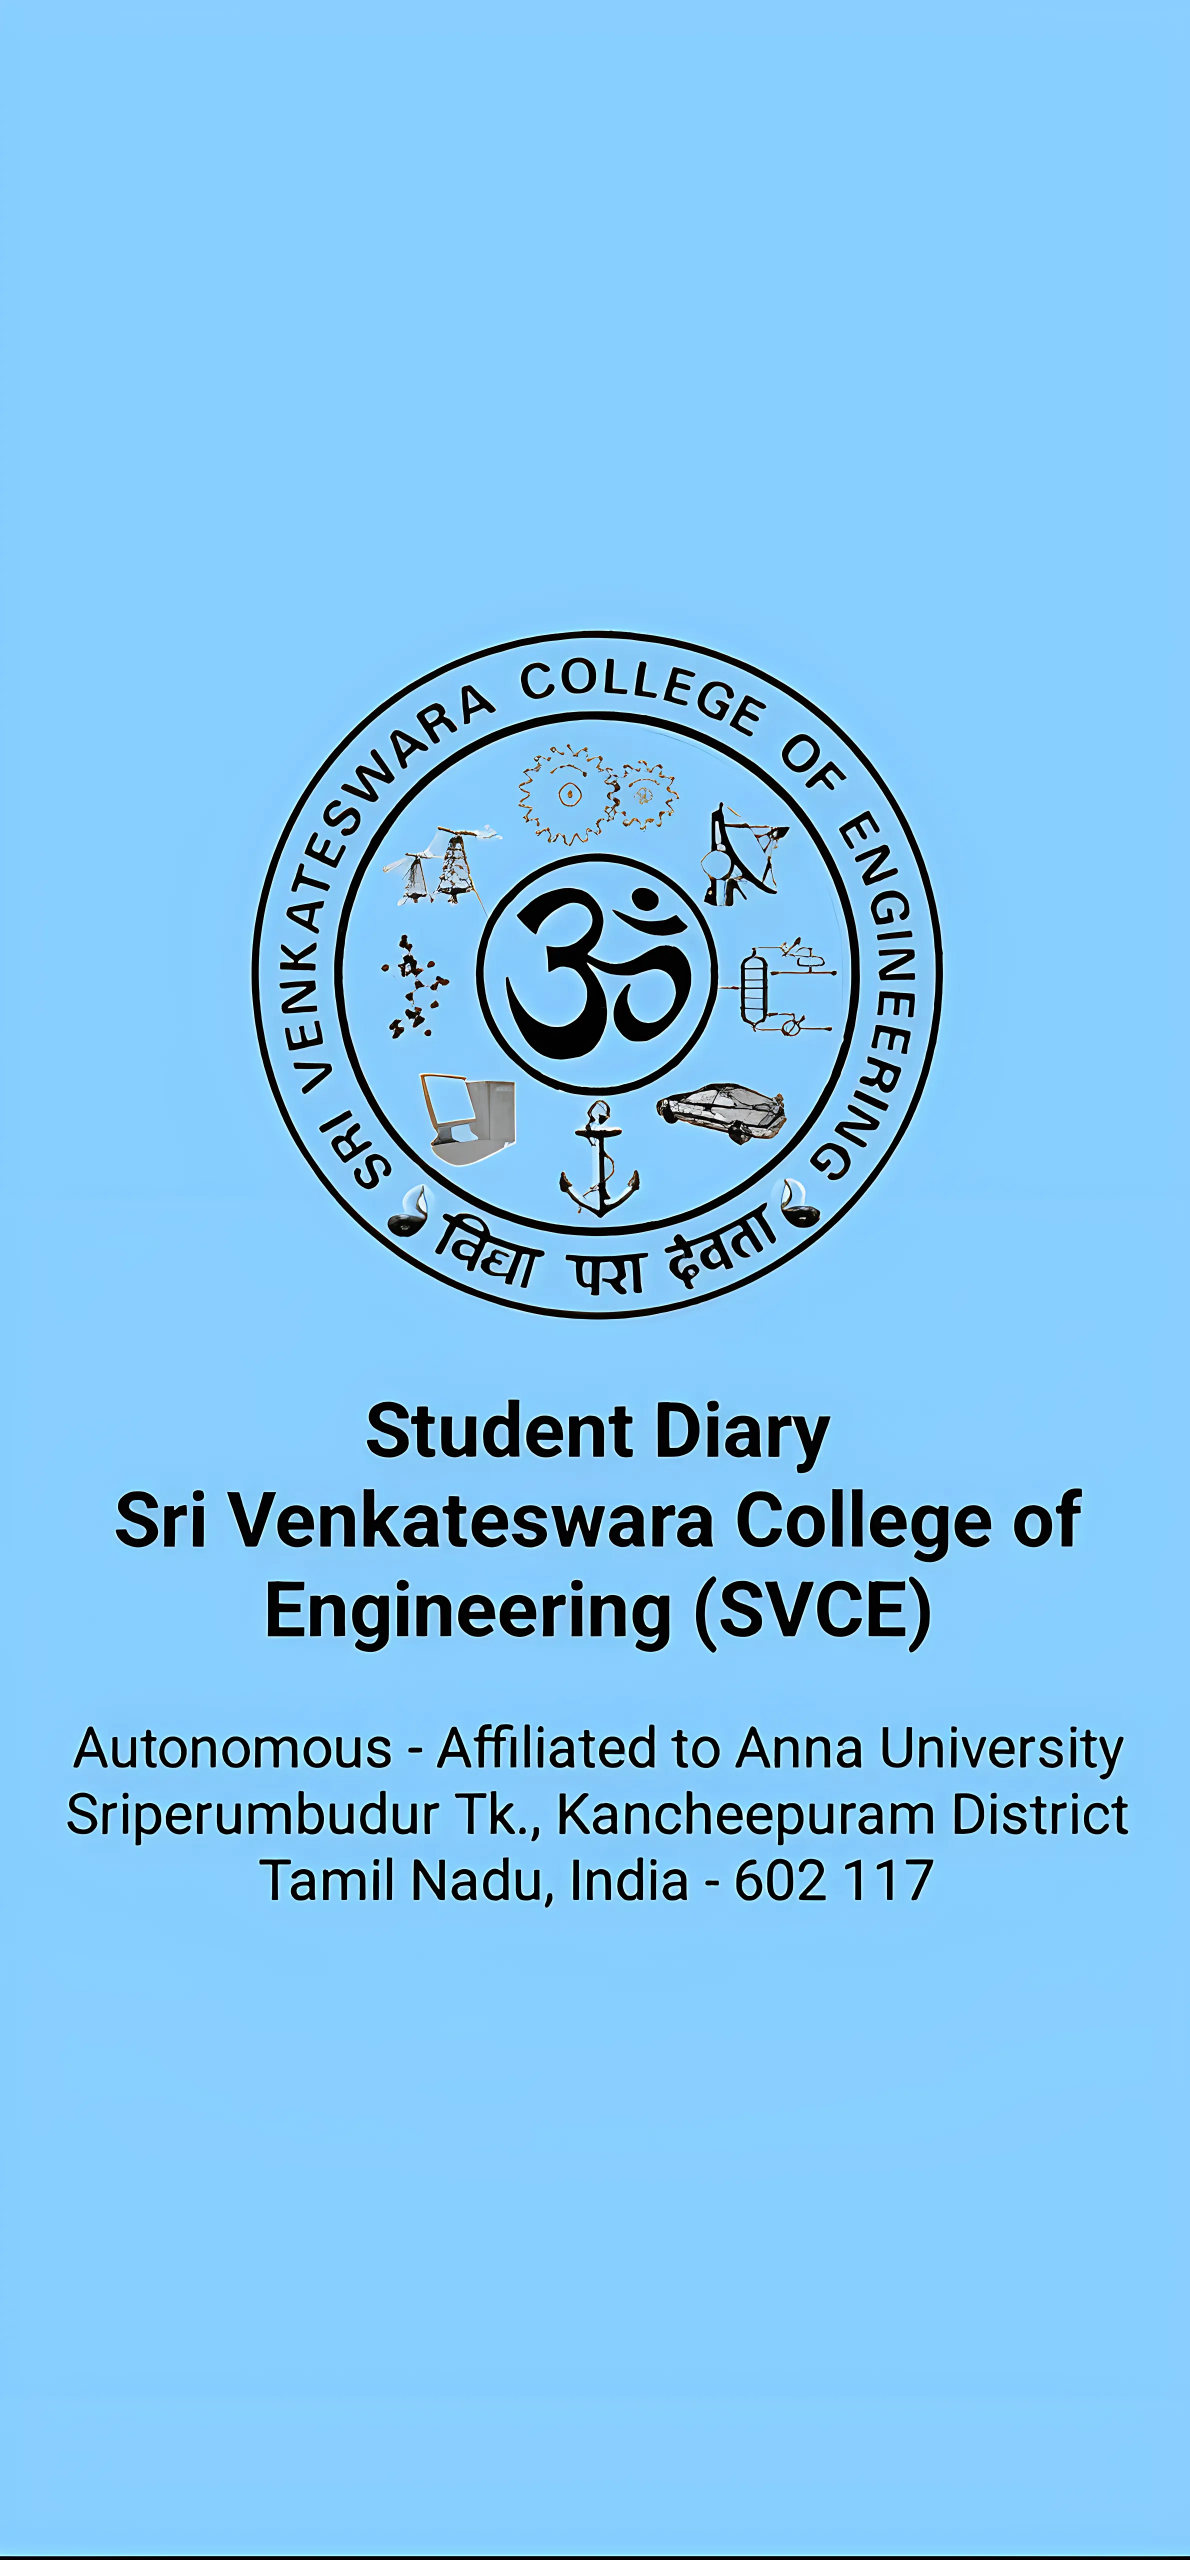 SRI VENKATESWARA COLLEGE OF ENGINEERING
ॐ
विद्या परा देवता
Student Diary
Sri Venkateswara College of
Engineering (SVCE)
Autonomous - Affiliated to Anna University
Sriperumbudur Tk., Kancheepuram District
Tamil Nadu, India - 602 117